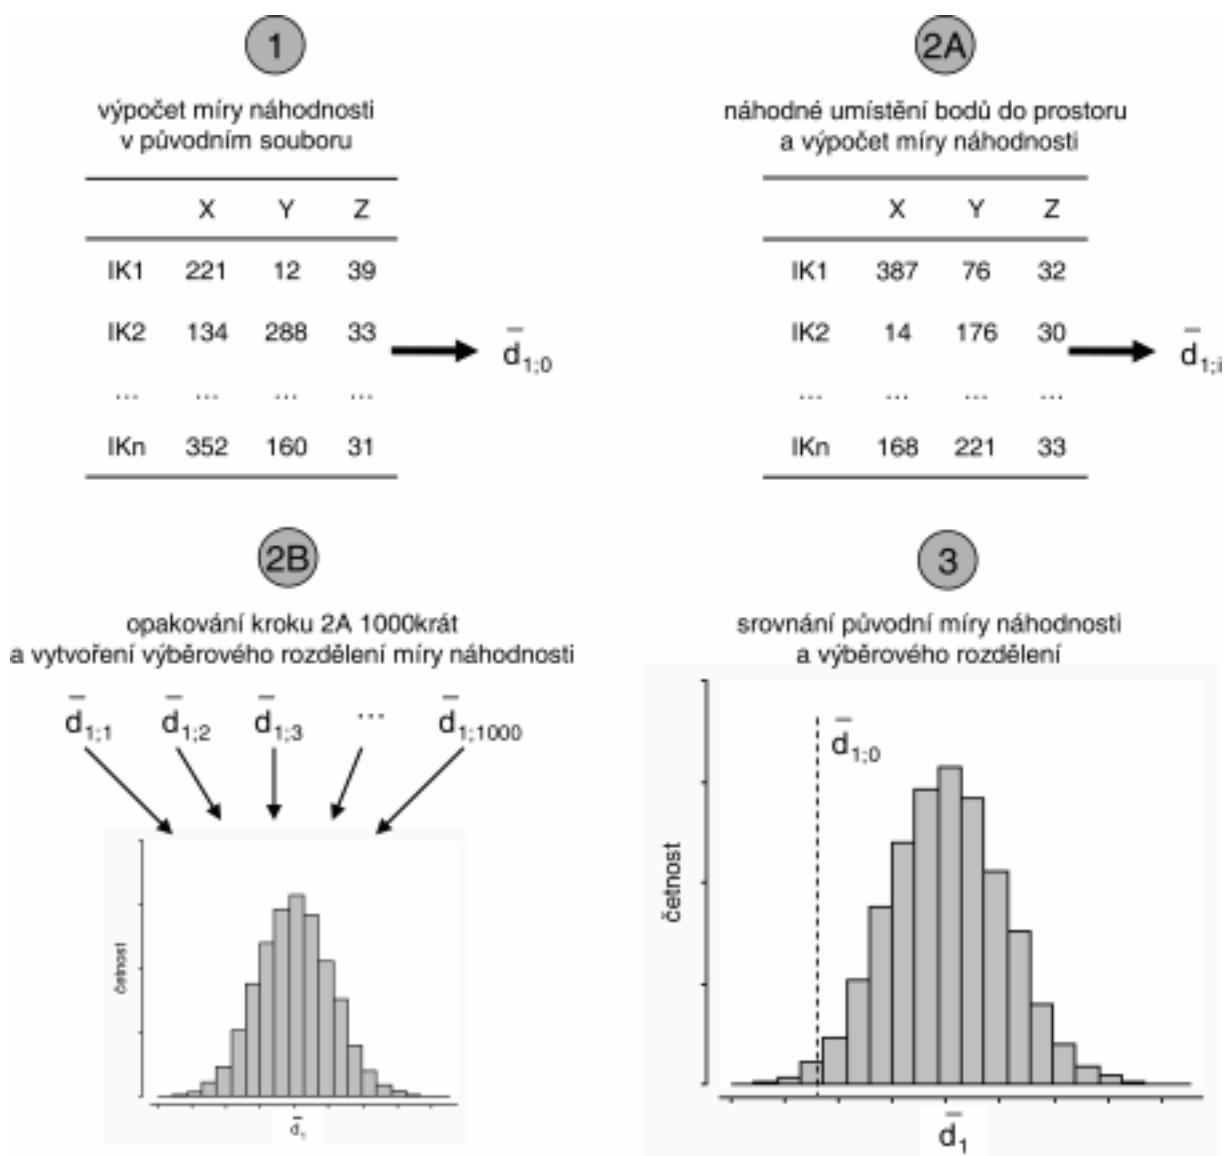 1
výpočet míry náhodnosti
v původním souboru
X Y Z
IK1 221 12 39
IK2 134 288 33
... ... ... ...
IKn 352 160 31
d̅1;0
2A
náhodné umístění bodů do prostoru
a výpočet míry náhodnosti
X Y Z
IK1 387 76 32
IK2 14 176 30
... ... ... ...
IKn 168 221 33
d̅1;i
2B
opakování kroku 2A 1000krát
a vytvoření výběrového rozdělení míry náhodnosti
d̅1;1 d̅1;2 d̅1;3 ... d̅1;1000
četnost
d̅1
3
srovnání původní míry náhodnosti
a výběrového rozdělení
d̅1;0
četnost
d̅1